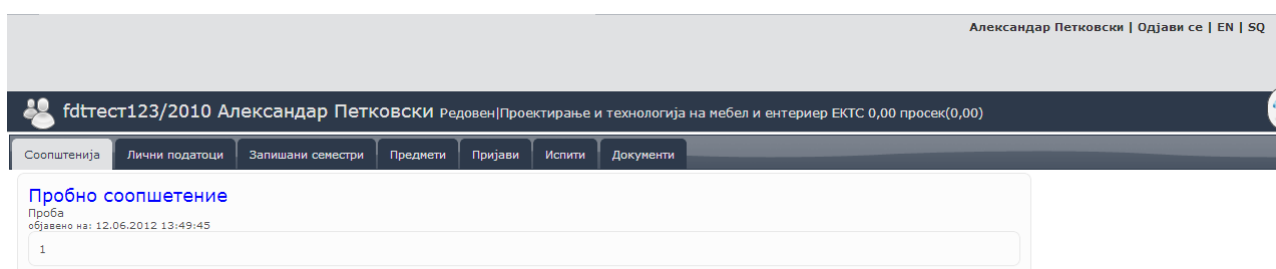 Александар Петковски | Одјави се | EN | SQ
fdtтест123/2010 Александар Петковски Редовен|Проектирање и технологија на мебел и ентериер ЕКТС 0,00 просек(0,00)
Соопштенија Лични податоци Запишани семестри Предмети Пријави Испити Документи
Пробно соопшетение
Проба
објавено на: 12.06.2012 13:49:45
1